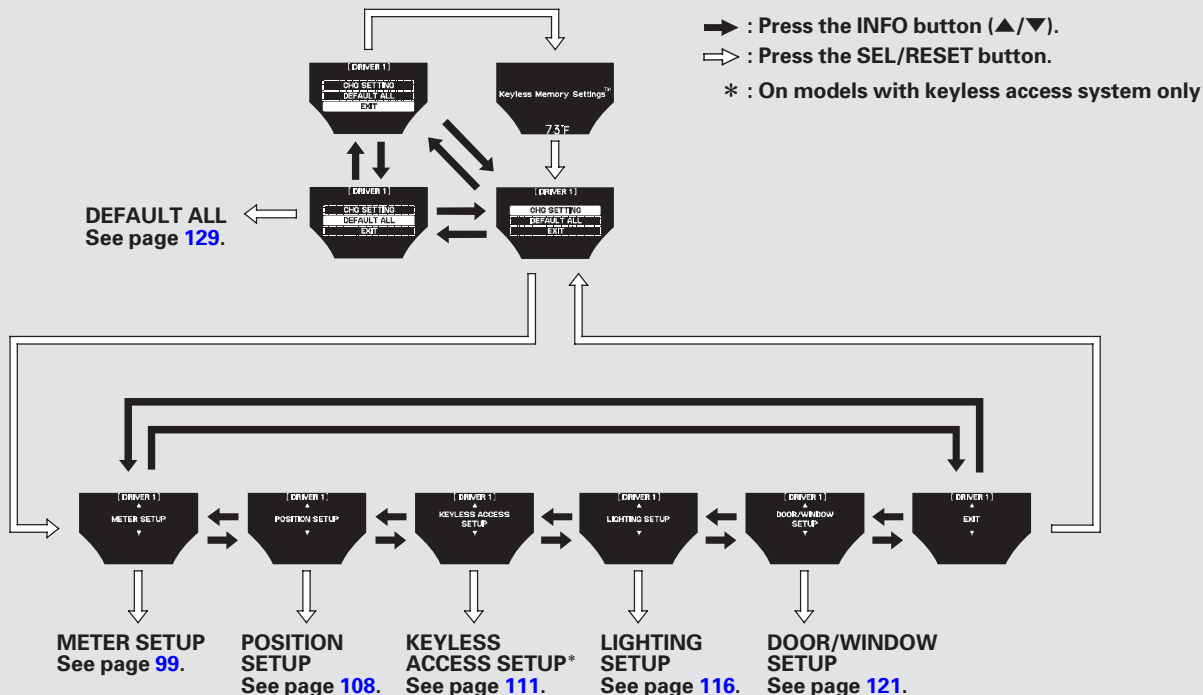 ➡ : Press the INFO button (▲/▼).
⇨ : Press the SEL/RESET button.
* : On models with keyless access system only
[ DRIVER 1 ]
CHG SETTING
DEFAULT ALL
EXIT
Keyless Memory Settings™
73°F
[ DRIVER 1 ]
CHG SETTING
DEFAULT ALL
EXIT
[ DRIVER 1 ]
CHG SETTING
DEFAULT ALL
EXIT
DEFAULT ALL
See page 129.
[ DRIVER 1 ]
▲
METER SETUP
▼
[ DRIVER 1 ]
▲
POSITION SETUP
▼
[ DRIVER 1 ]
▲
KEYLESS ACCESS
SETUP
▼
[ DRIVER 1 ]
▲
LIGHTING SETUP
▼
[ DRIVER 1 ]
▲
DOOR/WINDOW
SETUP
▼
[ DRIVER 1 ]
▲
EXIT
▼
METER SETUP
See page 99.
POSITION
SETUP
See page 108.
KEYLESS
ACCESS SETUP*
See page 111.
LIGHTING
SETUP
See page 116.
DOOR/WINDOW
SETUP
See page 121.